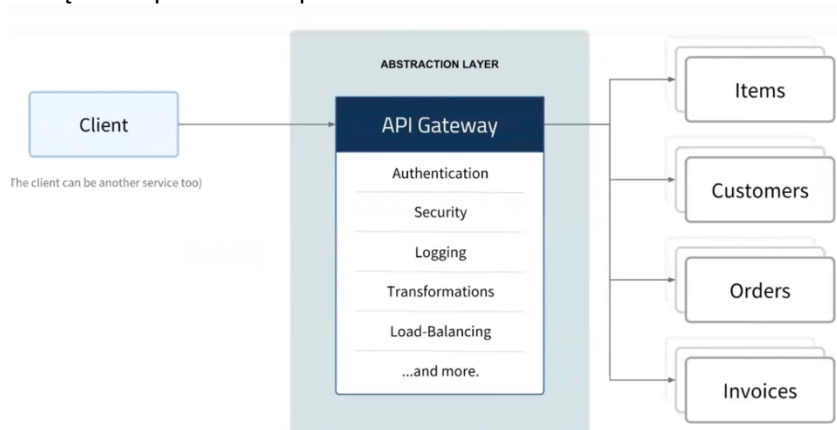 ABSTRACTION LAYER
Client
The client can be another service too)
API Gateway
Authentication
Security
Logging
Transformations
Load-Balancing
...and more.
Items
Customers
Orders
Invoices